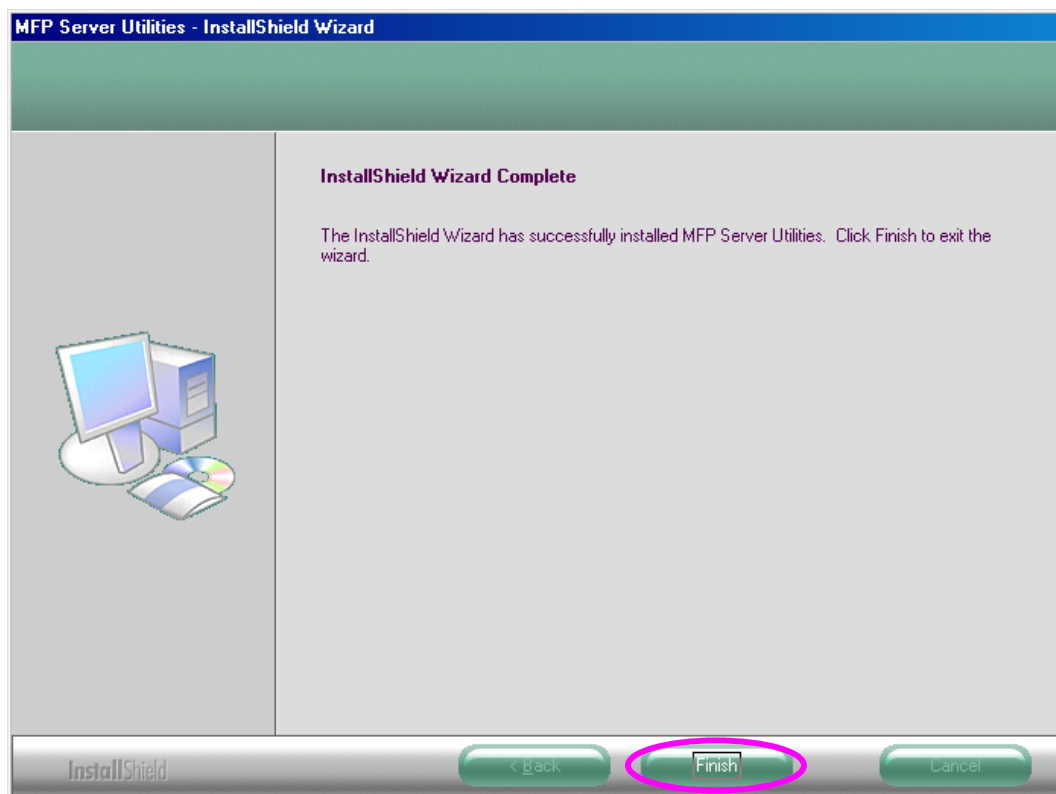 MFP Server Utilities - InstallShield Wizard
InstallShield Wizard Complete
The InstallShield Wizard has successfully installed MFP Server Utilities. Click Finish to exit the
wizard.
InstallShield
< Back
Finish
Cancel